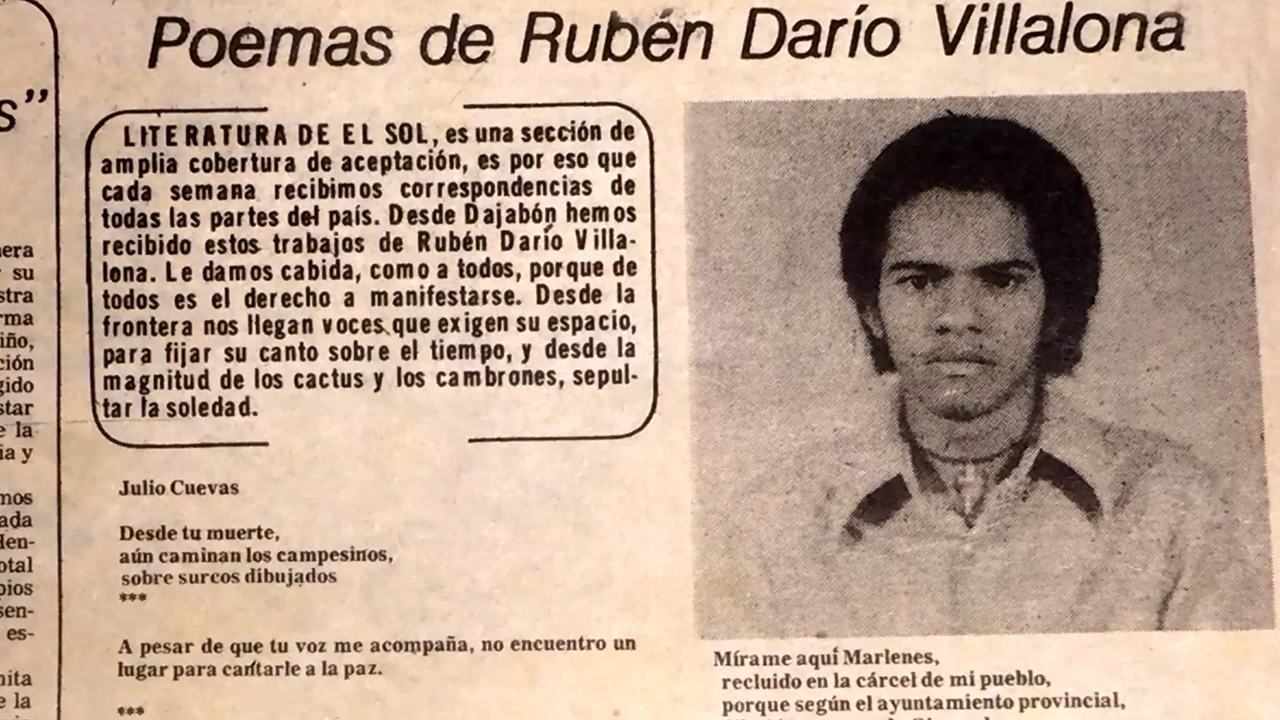 Poemas de Rubén Darío Villalona
s”
LITERATURA DE EL SOL, es una sección de
amplia cobertura de aceptación, es por eso que
cada semana recibimos correspondencias de
todas las partes del país. Desde Dajabón hemos
recibido estos trabajos de Rubén Darío Villa-
lona. Le damos cabida, como a todos, porque de
todos es el derecho a manifestarse. Desde la
frontera nos llegan voces que exigen su espacio,
para fijar su canto sobre el tiempo, y desde la
magnitud de los cactus y los cambrones, sepul-
tar la soledad.
Julio Cuevas
Desde tu muerte,
aún caminan los campesinos,
sobre surcos dibujados
***
A pesar de que tu voz me acompaña, no encuentro un
lugar para cantarle a la paz.
***
Mírame aquí Marlenes,
recluido en la cárcel de mi pueblo,
porque según el ayuntamiento provincial,
su
la